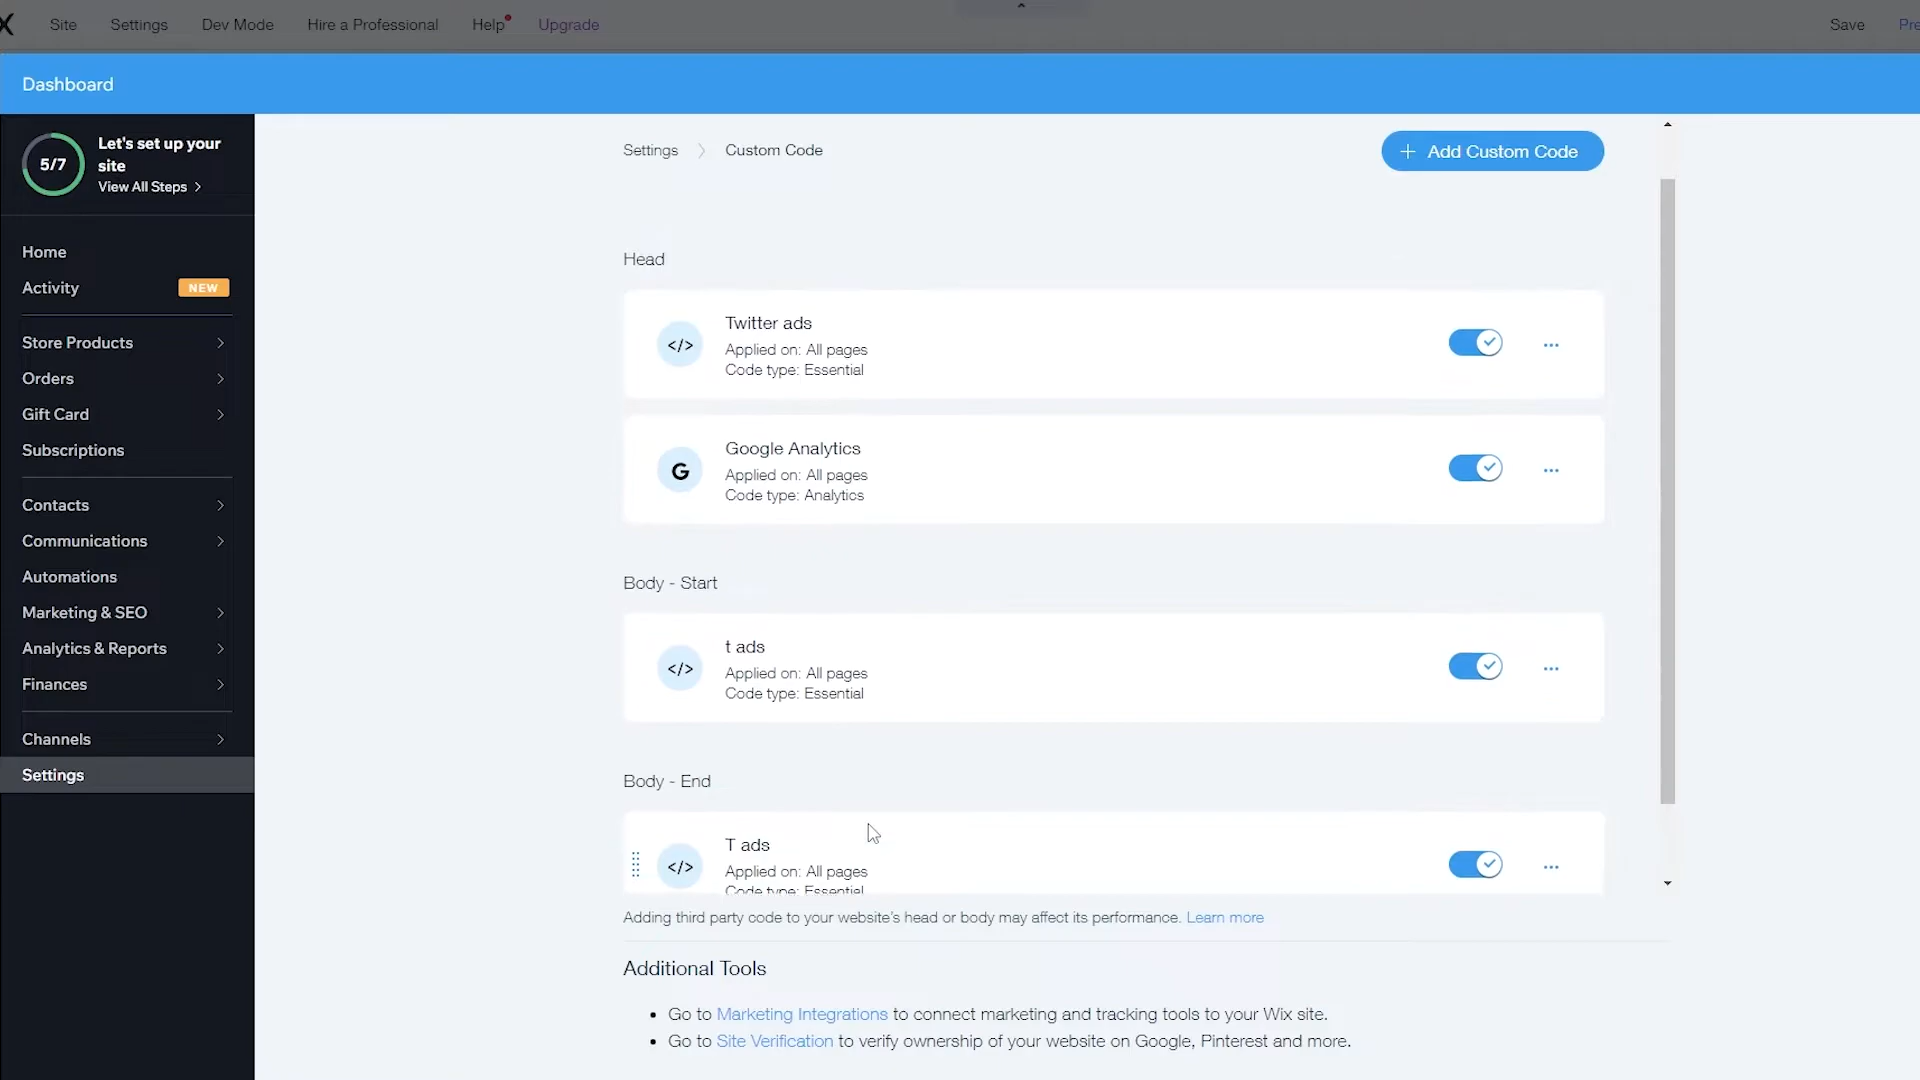 X Site Settings Dev Mode Hire a Professional Help Upgrade Save Pre
Dashboard
5/7
Let's set up your
site
View All Steps
Home
Activity NEW
Store Products
Orders
Gift Card
Subscriptions
Contacts
Communications
Automations
Marketing & SEO
Analytics & Reports
Finances
Channels
Settings
Settings Custom Code
+ Add Custom Code
Head
</>
Twitter ads
Applied on: All pages
Code type: Essential
G
Google Analytics
Applied on: All pages
Code type: Analytics
Body - Start
</>
t ads
Applied on: All pages
Code type: Essential
Body - End
</>
T ads
Applied on: All pages
Code type: Essential
Adding third party code to your website's head or body may affect its performance. Learn more
Additional Tools
• Go to Marketing Integrations to connect marketing and tracking tools to your Wix site.
• Go to Site Verification to verify ownership of your website on Google, Pinterest and more.